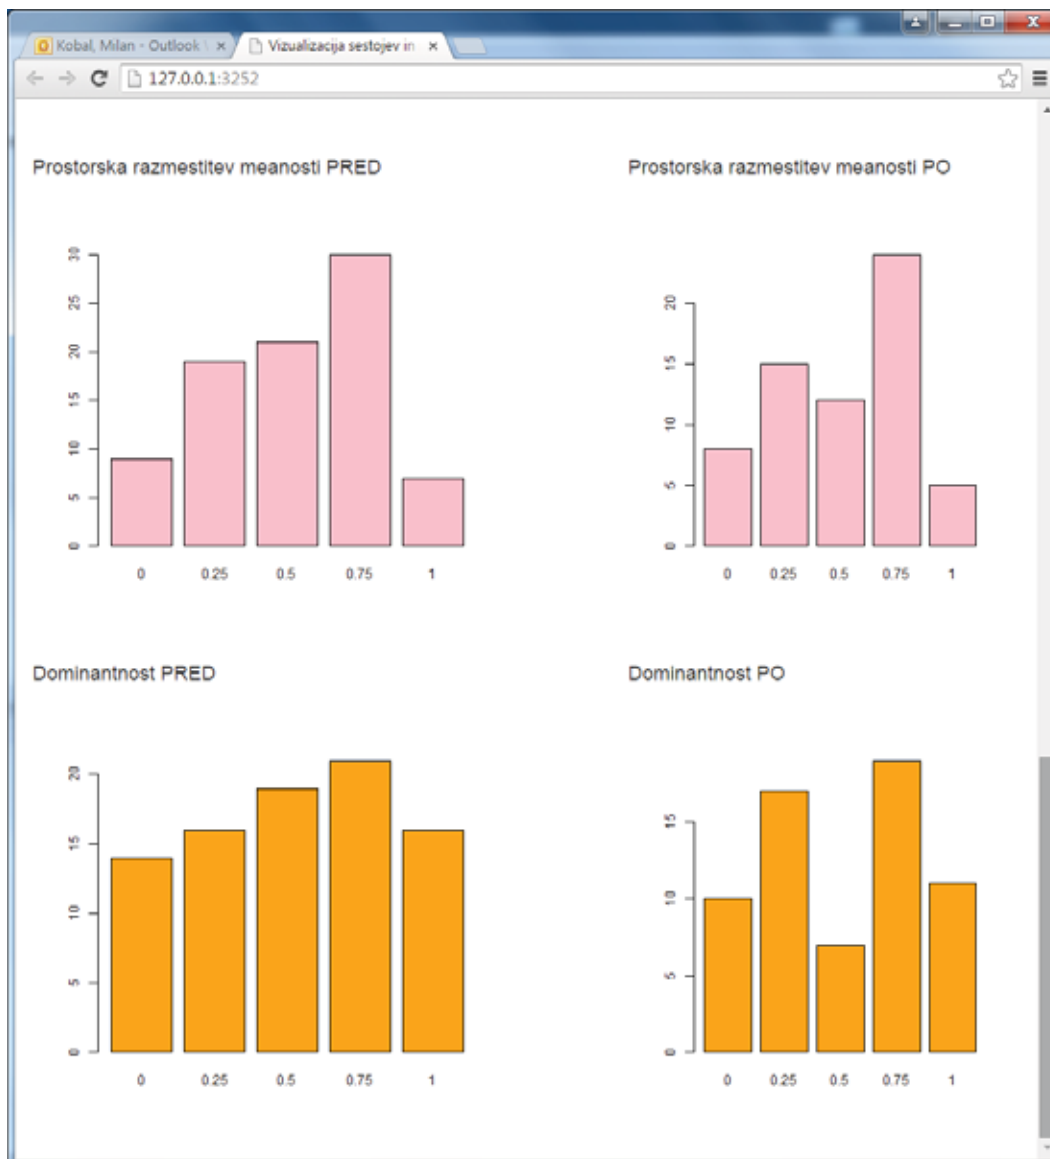 Kobal, Milan - Outlook
Vizualizacija sestojev in
127.0.0.1:3252
Prostorska razmestitev meanosti PRED
Prostorska razmestitev meanosti PO
30
25
20
15
10
5
0
0 0.25 0.5 0.75 1
20
15
10
5
0
0 0.25 0.5 0.75 1
Dominantnost PRED
Dominantnost PO
20
15
10
5
0
0 0.25 0.5 0.75 1
15
10
5
0
0 0.25 0.5 0.75 1